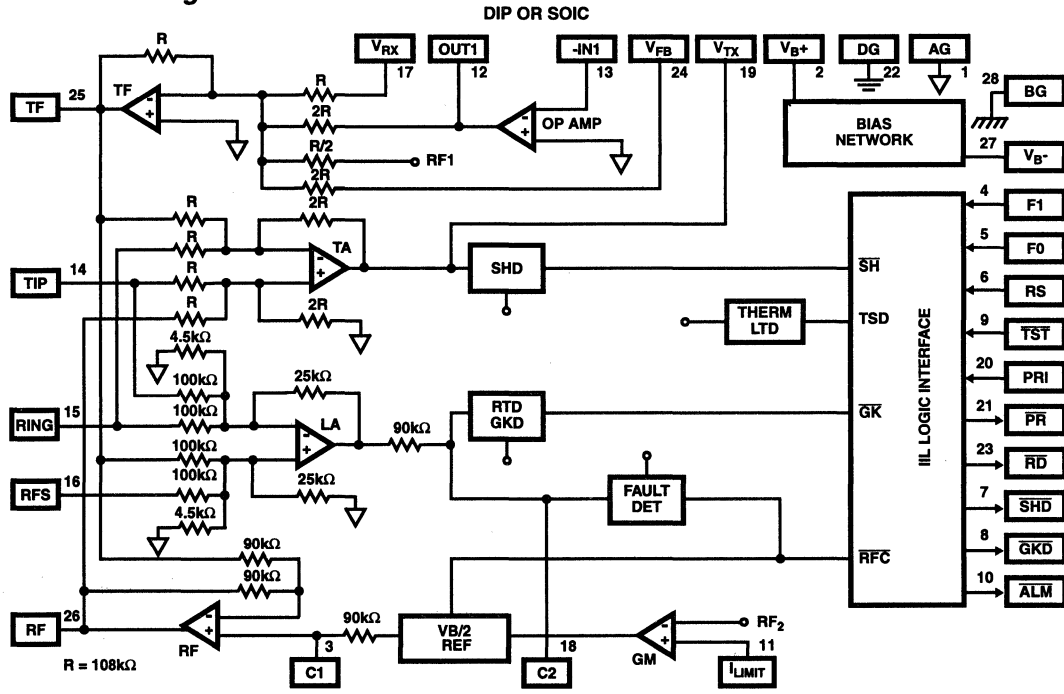 DIP OR SOIC
R
VRX
OUT1
-IN1
VFB
VTX
VB+
DG
AG
17
12
13
24
19
2
22
1
28
BG
TF
25
TF
R
2R
OP AMP
R/2
RF1
2R
BIAS
NETWORK
27
VB-
R
2R
4
F1
R
TA
SHD
SH
5
F0
TIP
14
R
6
RS
R
2R
THERM
LTD
TSD
9
TST
4.5kΩ
20
PRI
100kΩ
25kΩ
RTD
GKD
GK
21
PR
RING
15
100kΩ
LA
90kΩ
IIL LOGIC INTERFACE
23
RD
100kΩ
RFS
16
100kΩ
25kΩ
FAULT
DET
7
SHD
4.5kΩ
8
GKD
90kΩ
RFC
10
ALM
90kΩ
RF
26
RF
90kΩ
VB/2
REF
RF2
GM
3
18
11
R = 108kΩ
C1
C2
ILIMIT